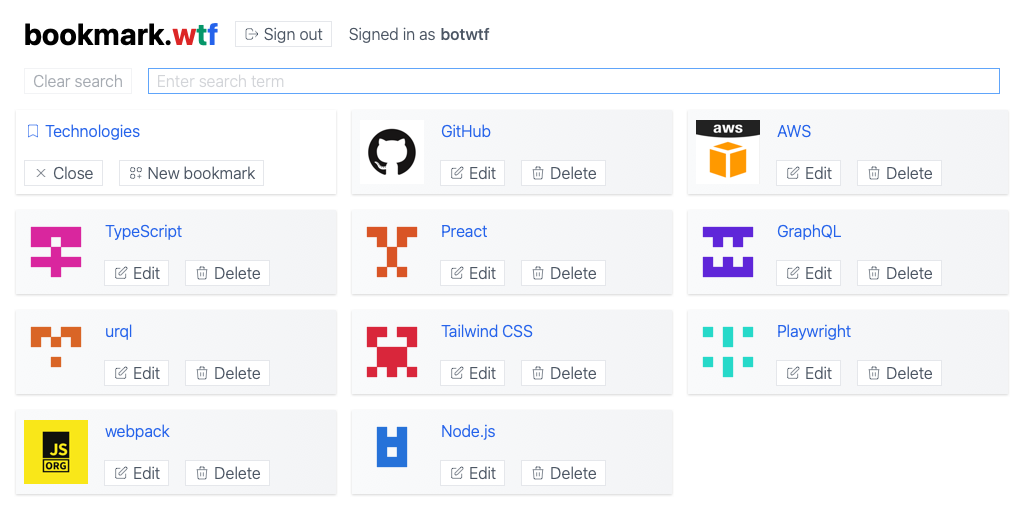 bookmark.wtf Sign out Signed in as botwtf
Clear search Enter search term
Technologies
Close New bookmark
GitHub
Edit Delete
aws
AWS
Edit Delete
TypeScript
Edit Delete
Preact
Edit Delete
GraphQL
Edit Delete
urql
Edit Delete
Tailwind CSS
Edit Delete
Playwright
Edit Delete
JS
ORG
webpack
Edit Delete
Node.js
Edit Delete